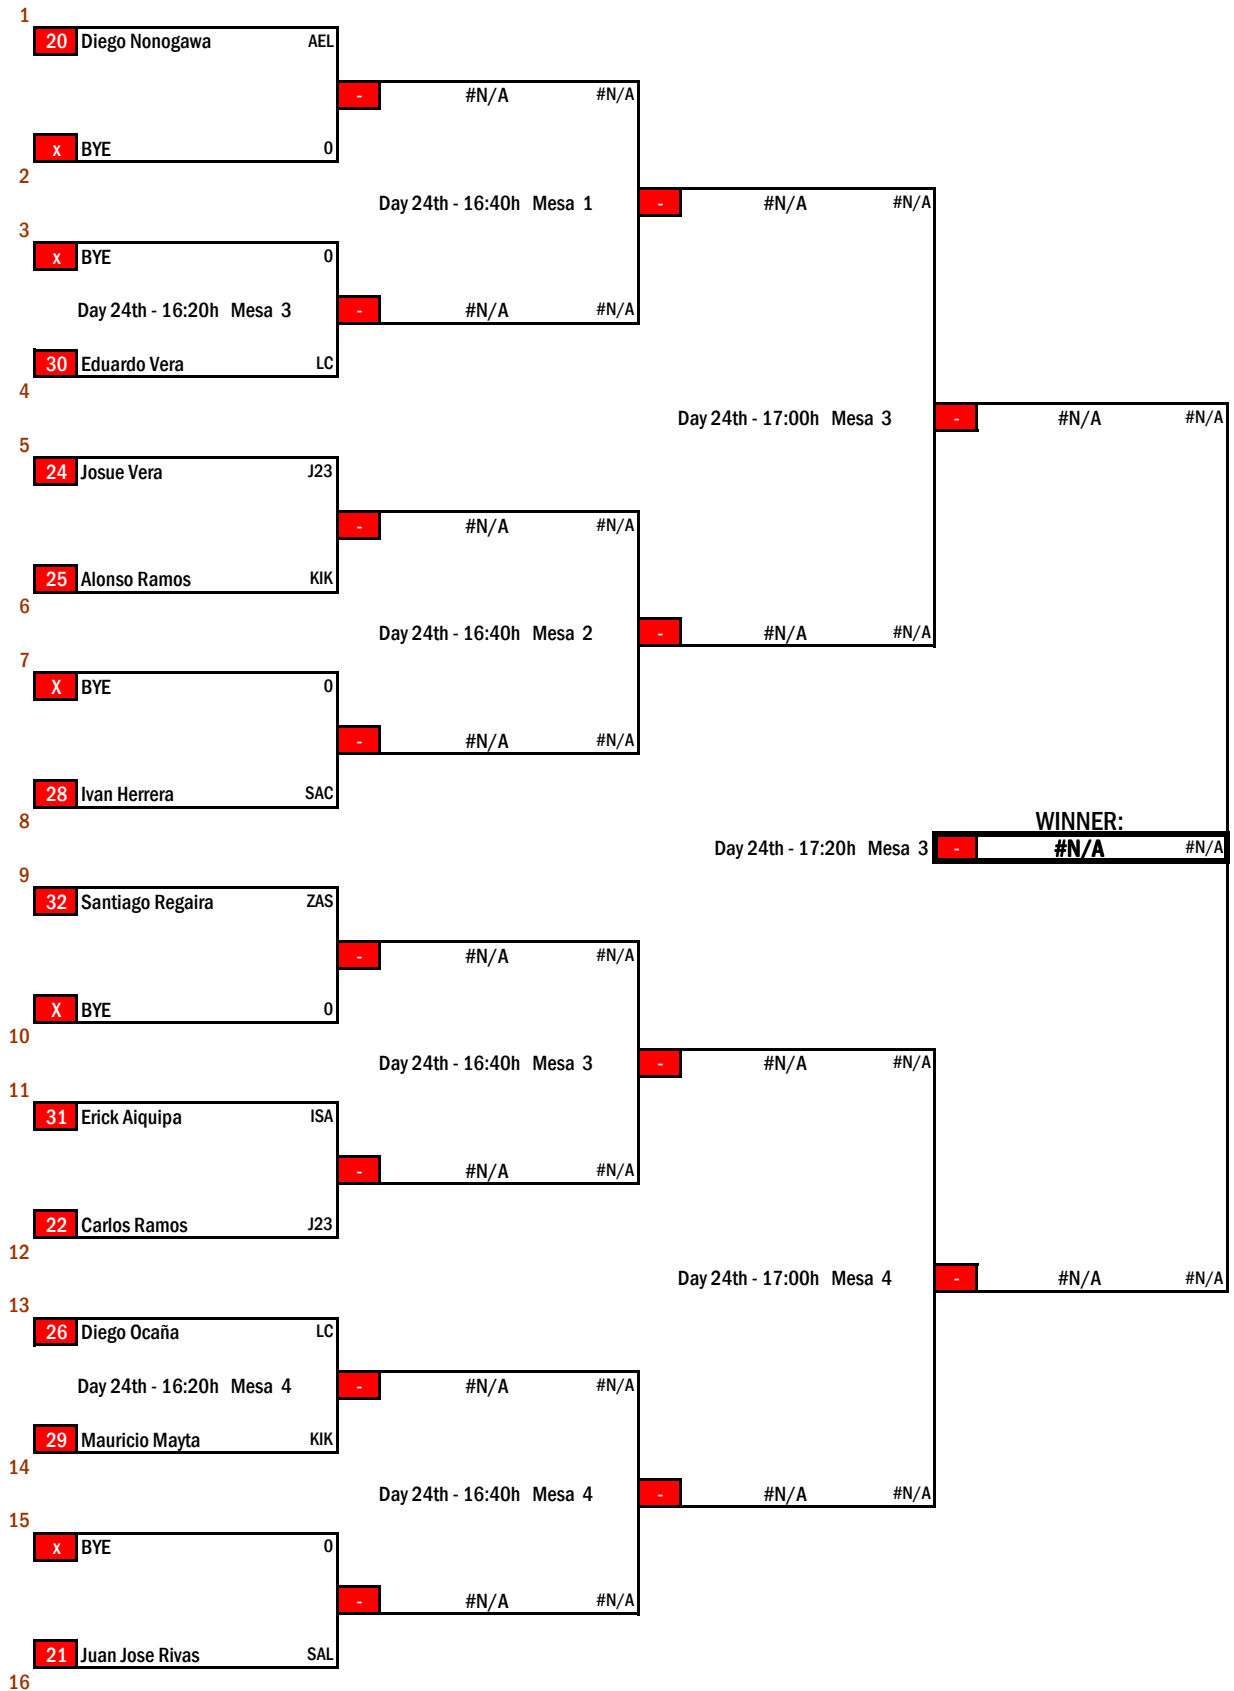 1
20 Diego Nonogawa AEL
- #N/A #N/A
x BYE 0
2
Day 24th - 16:40h Mesa 1
- #N/A #N/A
3
x BYE 0
Day 24th - 16:20h Mesa 3
- #N/A #N/A
30 Eduardo Vera LC
4
Day 24th - 17:00h Mesa 3
- #N/A #N/A
5
24 Josue Vera J23
- #N/A #N/A
25 Alonso Ramos KIK
6
Day 24th - 16:40h Mesa 2
- #N/A #N/A
7
X BYE 0
- #N/A #N/A
28 Ivan Herrera SAC
8
WINNER:
Day 24th - 17:20h Mesa 3
- #N/A #N/A
9
32 Santiago Regaira ZAS
- #N/A #N/A
X BYE 0
10
Day 24th - 16:40h Mesa 3
- #N/A #N/A
11
31 Erick Aiquipa ISA
- #N/A #N/A
22 Carlos Ramos J23
12
Day 24th - 17:00h Mesa 4
- #N/A #N/A
13
26 Diego Ocaña LC
Day 24th - 16:20h Mesa 4
- #N/A #N/A
29 Mauricio Mayta KIK
14
Day 24th - 16:40h Mesa 4
- #N/A #N/A
15
x BYE 0
- #N/A #N/A
21 Juan Jose Rivas SAL
16